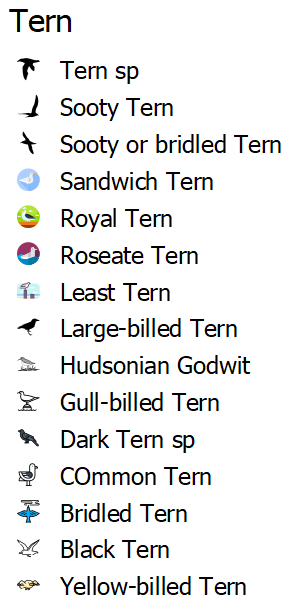 Tern
Tern sp
Sooty Tern
Sooty or bridled Tern
Sandwich Tern
Royal Tern
Roseate Tern
Least Tern
Large-billed Tern
Hudsonian Godwit
Gull-billed Tern
Dark Tern sp
COmmon Tern
Bridled Tern
Black Tern
Yellow-billed Tern